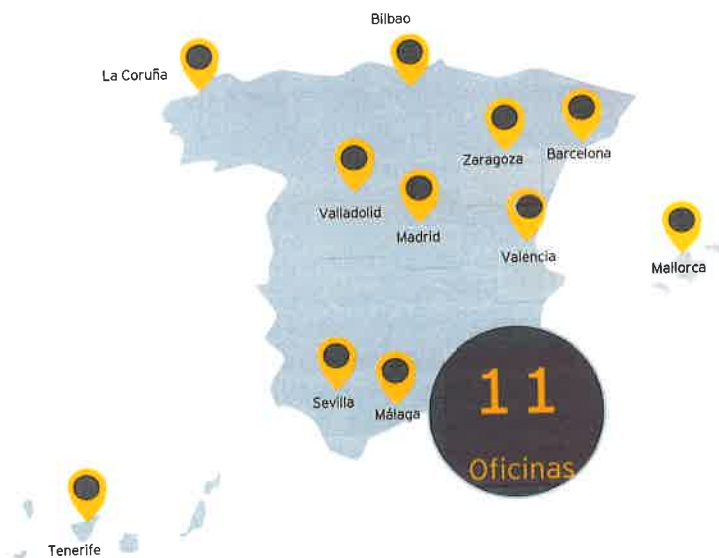 Bilbao
La Coruña
Zaragoza
Barcelona
Valladolid
Madrid
Valencia
Mallorca
Sevilla
Málaga
11
Oficinas
Tenerife